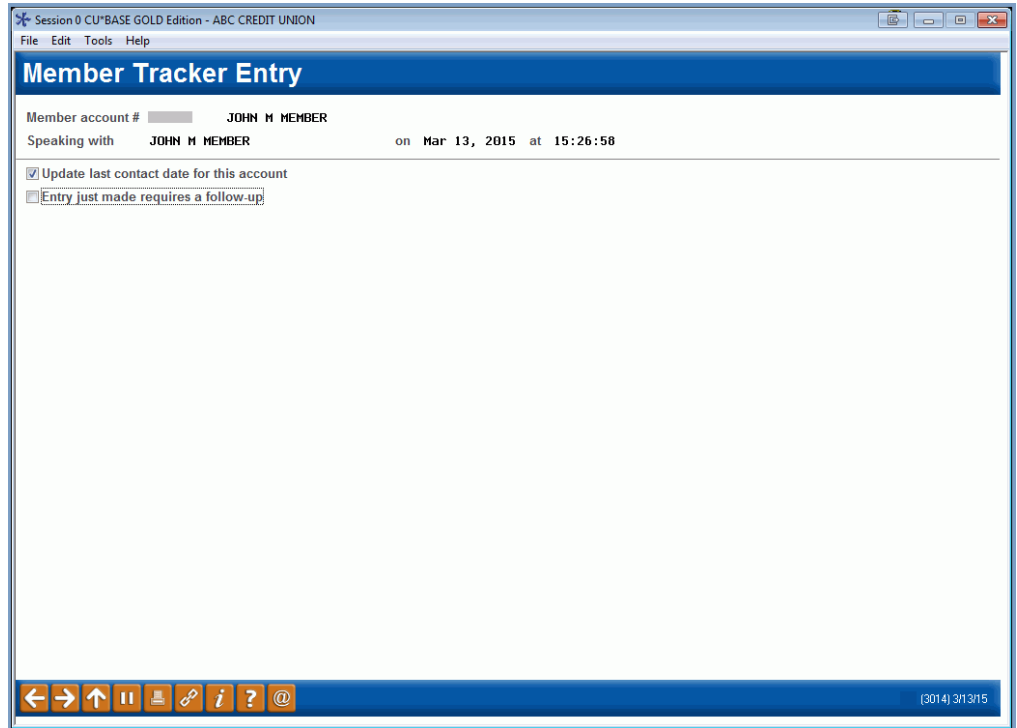 Session 0 CU*BASE GOLD Edition - ABC CREDIT UNION
File Edit Tools Help
Member Tracker Entry
Member account # JOHN M MEMBER
Speaking with JOHN M MEMBER on Mar 13, 2015 at 15:26:58
Update last contact date for this account
Entry just made requires a follow-up
i ? @ (3014) 3/13/15